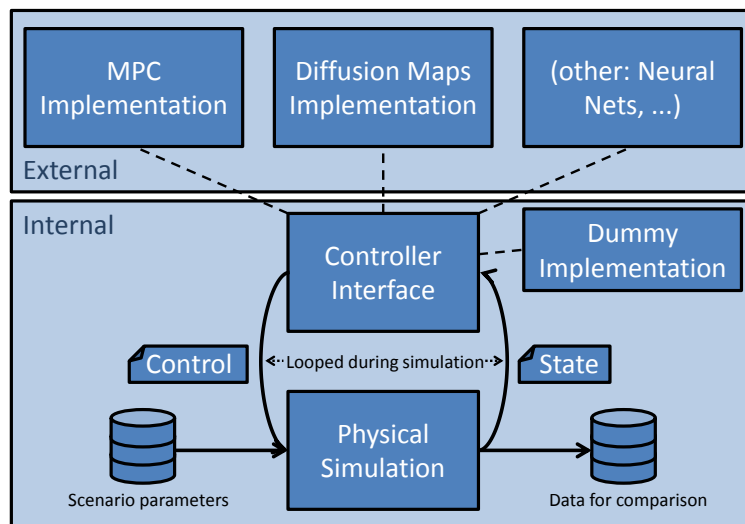 MPC
Implementation
Diffusion Maps
Implementation
(other: Neural
Nets, ...)
External
Internal
Controller
Interface
Dummy
Implementation
Control
Looped during simulation
State
Physical
Simulation
Scenario parameters
Data for comparison